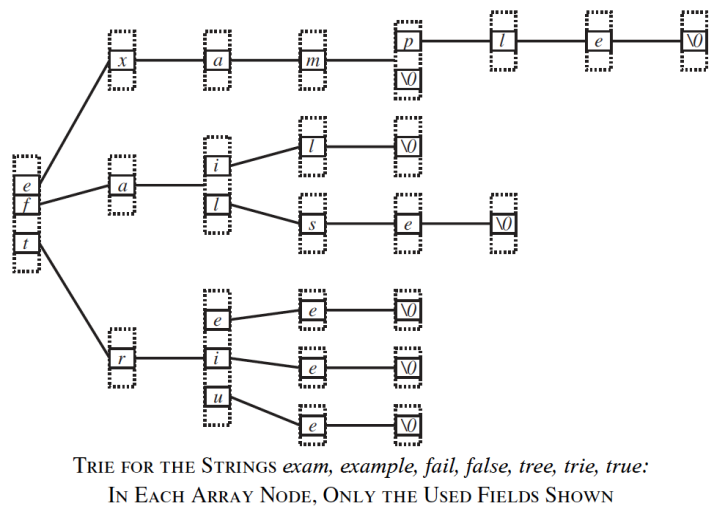 p l e \0
x a m
\0
i l \0
e a
f l s e \0
t
e e \0
r i e \0
u e \0
TRIE FOR THE STRINGS exam, example, fail, false, tree, trie, true:
IN EACH ARRAY NODE, ONLY THE USED FIELDS SHOWN